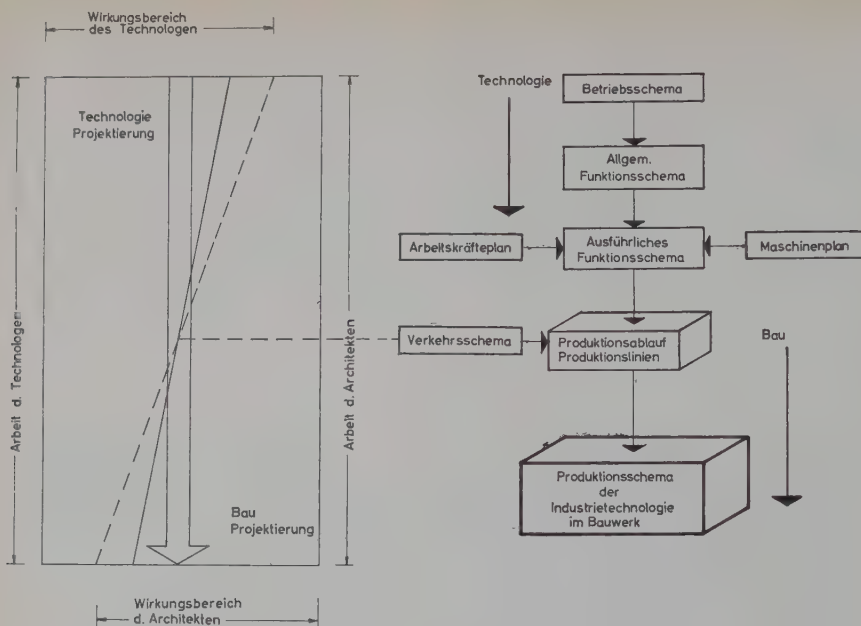 Wirkungsbereich
des Technologen
Technologie
Projektierung
Arbeit d. Technologen
Arbeit d. Architekten
Bau
Projektierung
Wirkungsbereich
d. Architekten
Technologie
Betriebsschema
Allgem.
Funktionsschema
Arbeitskräfteplan
Ausführliches
Funktionsschema
Maschinenplan
Verkehrsschema
Produktionsablauf
Produktionslinien
Bau
Produktionsschema
der
Industrietechnologie
im Bauwerk